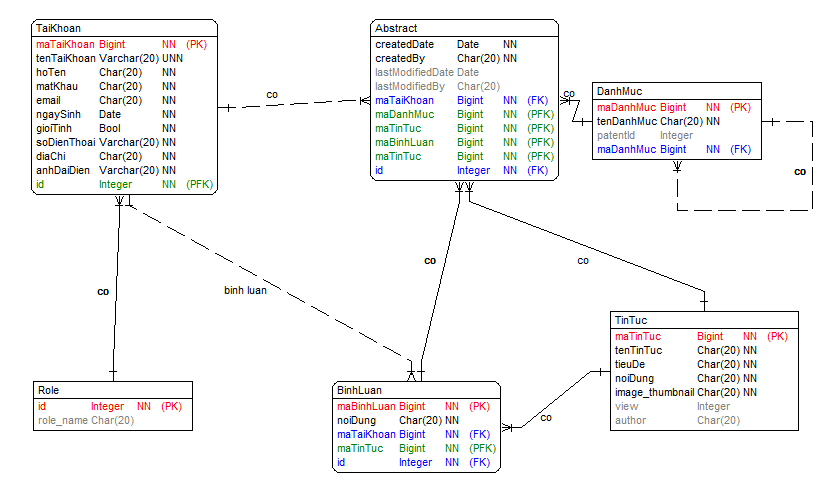 TaiKhoan
maTaiKhoan Bigint NN (PK)
tenTaiKhoan Varchar(20) UNN
hoTen Char(20) NN
matKhau Char(20) NN
email Char(20) NN
ngaySinh Date NN
gioiTinh Bool NN
soDienThoai Varchar(20) NN
diaChi Char(20) NN
anhDaiDien Varchar(20) NN
id Integer NN (PFK)
co
Abstract
createdDate Date NN
createdBy Char(20) NN
lastModifiedDate Date
lastModifiedBy Char(20)
maTaiKhoan Bigint NN (FK)
maDanhMuc Bigint NN (PFK)
maTinTuc Bigint NN (PFK)
maBinhLuan Bigint NN (PFK)
maTinTuc Bigint NN (PFK)
id Integer NN (FK)
co
DanhMuc
maDanhMuc Bigint NN (PK)
tenDanhMuc Char(20) NN
patentId Integer
maDanhMuc Bigint NN (FK)
co
co
binh luan
co
co
TinTuc
maTinTuc Bigint NN (PK)
tenTinTuc Char(20) NN
tieuDe Char(20) NN
noiDung Char(20) NN
image_thumbnail Char(20) NN
view Integer
author Char(20)
Role
id Integer NN (PK)
role_name Char(20)
BinhLuan
maBinhLuan Bigint NN (PK)
noiDung Char(20) NN
maTaiKhoan Bigint NN (FK)
maTinTuc Bigint NN (PFK)
id Integer NN (FK)
co